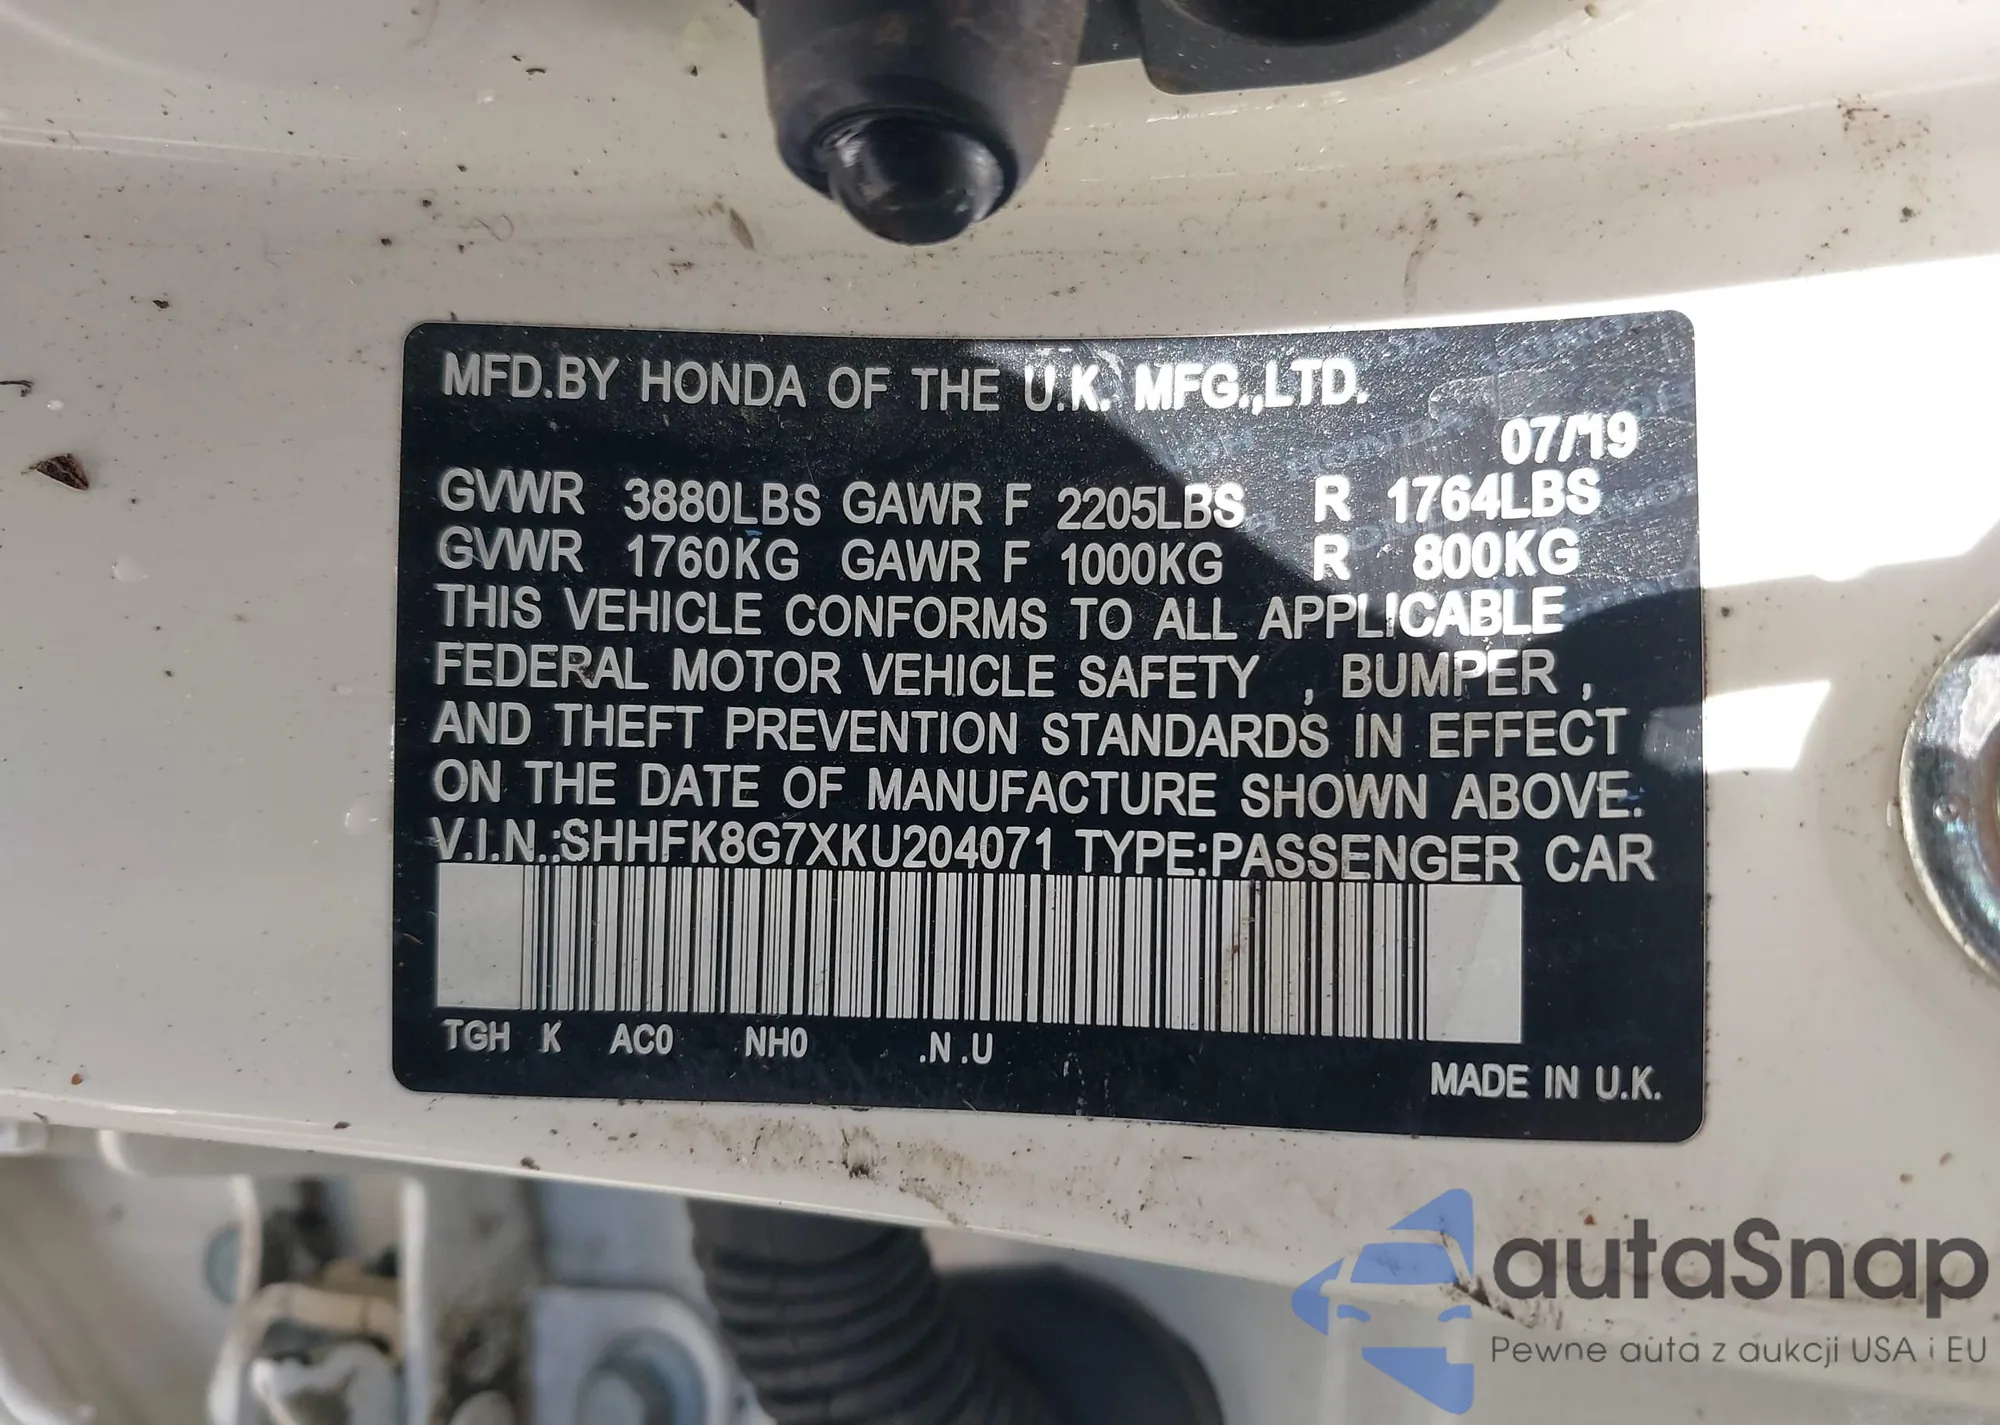 MFD.BY HONDA OF THE U.K. MFG.,LTD.
07/19
GVWR 3880LBS GAWR F 2205LBS R 1764LBS
GVWR 1760KG GAWR F 1000KG R 800KG
THIS VEHICLE CONFORMS TO ALL APPLICABLE
FEDERAL MOTOR VEHICLE SAFETY , BUMPER ,
AND THEFT PREVENTION STANDARDS IN EFFECT
ON THE DATE OF MANUFACTURE SHOWN ABOVE.
V.I.N.:SHHFK8G7XKU204071 TYPE:PASSENGER CAR
TGH K AC0 NH0 .N.U
MADE IN U.K.
autaSnap
Pewne auta z aukcji USA i EU